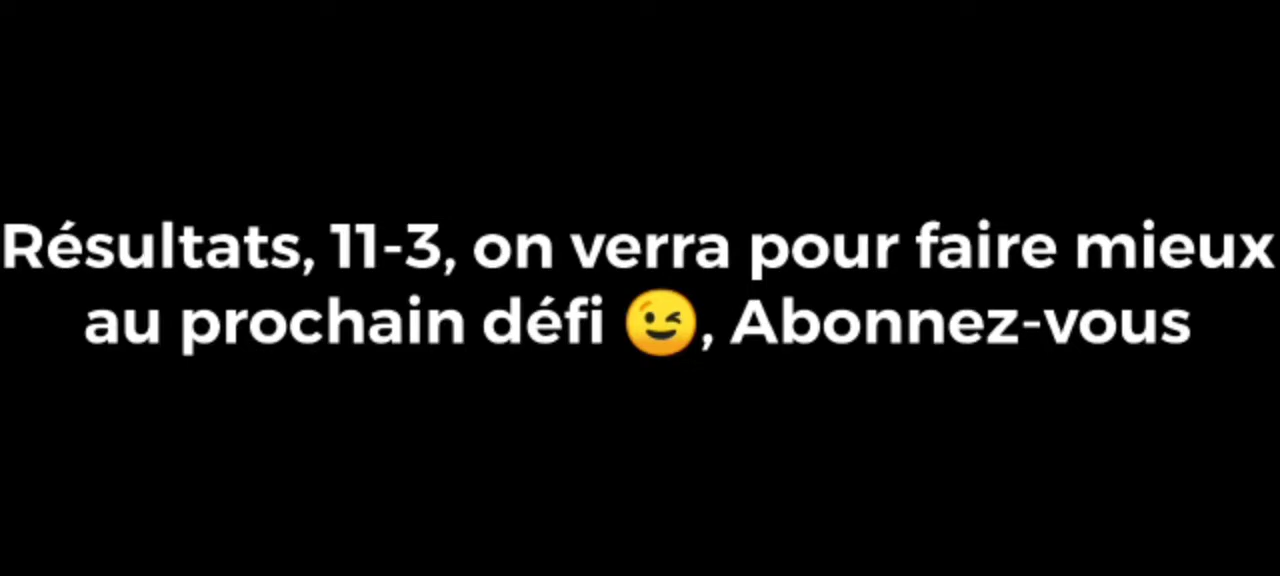 Résultats, 11-3, on verra pour faire mieux
au prochain défi 😉, Abonnez-vous